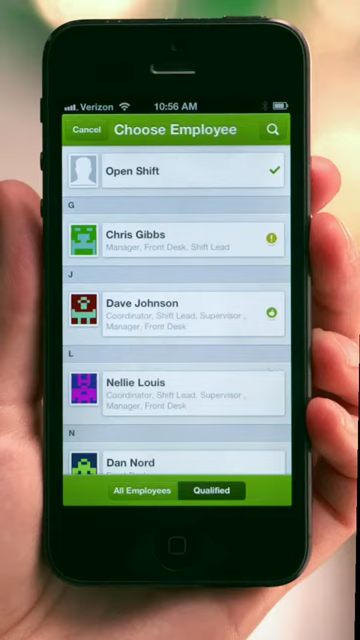 Verizon 10:56 AM
Cancel Choose Employee
Open Shift
G
Chris Gibbs
Manager, Front Desk, Shift Lead
J
Dave Johnson
Coordinator, Shift Lead, Supervisor ,
Manager, Front Desk
L
Nellie Louis
Coordinator, Shift Lead, Supervisor ,
Manager, Front Desk
N
Dan Nord
All Employees Qualified